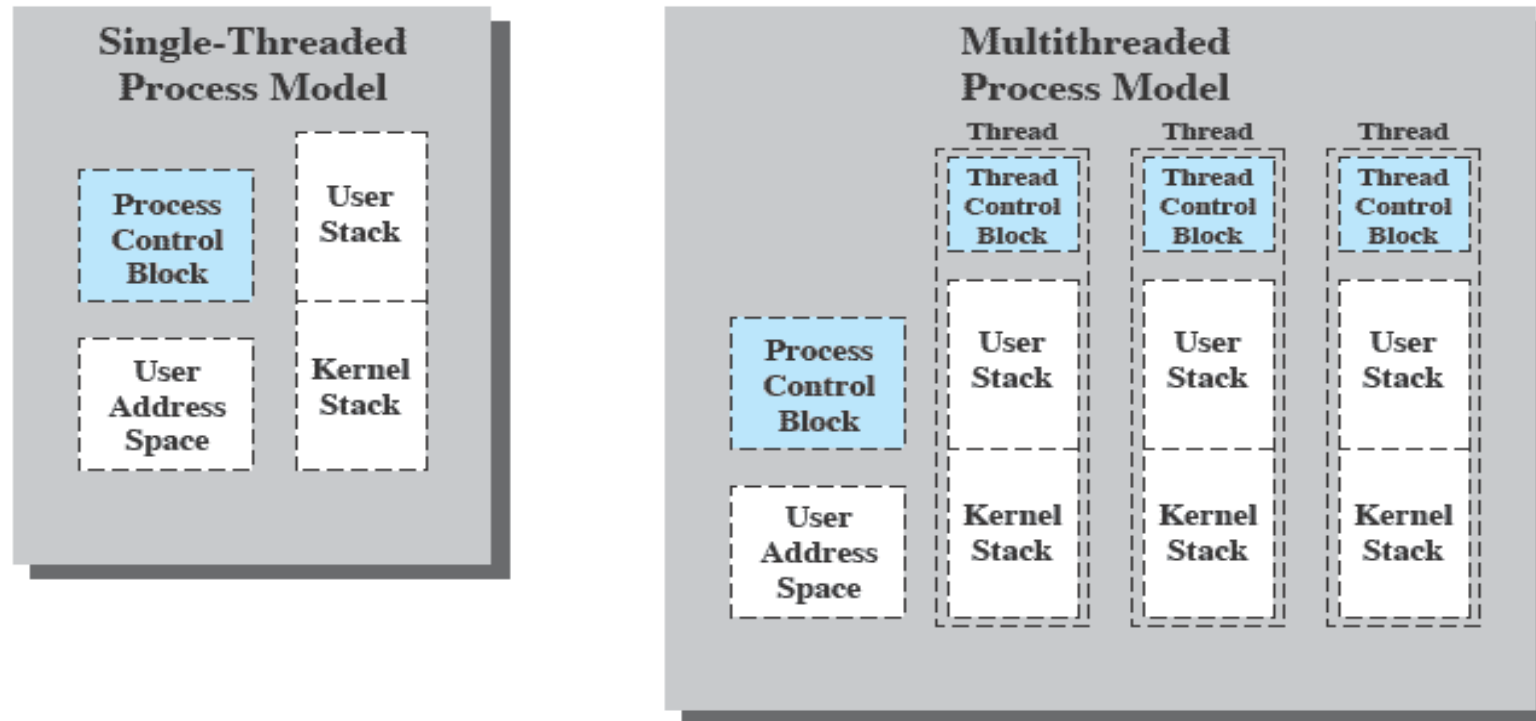 Single-Threaded
Process Model
Process
Control
Block
User
Stack
User
Address
Space
Kernel
Stack
Multithreaded
Process Model
Thread
Thread
Thread
Thread
Control
Block
Thread
Control
Block
Thread
Control
Block
Process
Control
Block
User
Stack
User
Stack
User
Stack
User
Address
Space
Kernel
Stack
Kernel
Stack
Kernel
Stack